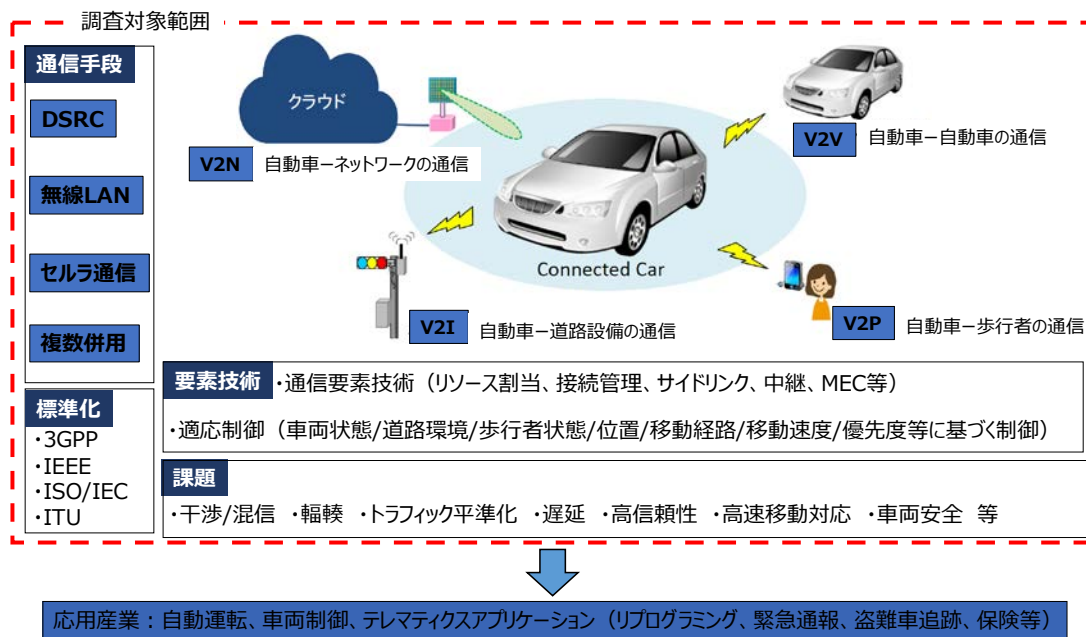 調査対象範囲
通信手段
DSRC
無線LAN
セルラ通信
複数併用
クラウド
V2N 自動車－ネットワークの通信
V2V 自動車－自動車の通信
Connected Car
V2I 自動車－道路設備の通信
V2P 自動車－歩行者の通信
標準化
・3GPP
・IEEE
・ISO/IEC
・ITU
要素技術 ・通信要素技術（リソース割当、接続管理、サイドリンク、中継、MEC等）
・適応制御（車両状態/道路環境/歩行者状態/位置/移動経路/移動速度/優先度等に基づく制御）
課題
・干渉/混信 ・輻輳 ・トラフィック平準化 ・遅延 ・高信頼性 ・高速移動対応 ・車両安全 等
応用産業：自動運転、車両制御、テレマティクスアプリケーション（リプログラミング、緊急通報、盗難車追跡、保険等）